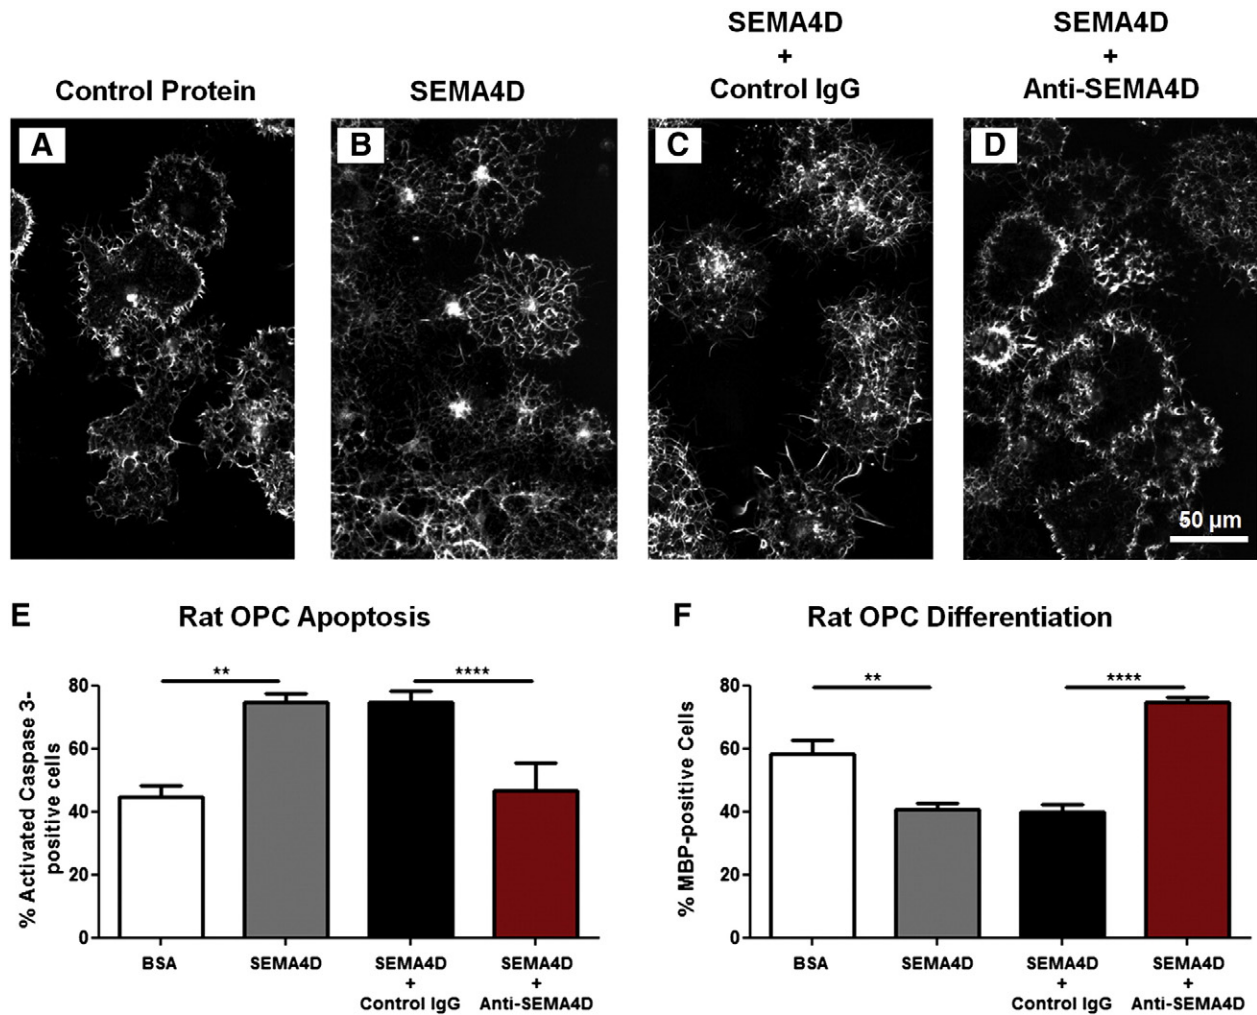 Control Protein
SEMA4D
SEMA4D
+
Control IgG
SEMA4D
+
Anti-SEMA4D
A
B
C
D
50 µm
E
Rat OPC Apoptosis
% Activated Caspase 3-
positive cells
80
60
40
20
0
**
****
BSA
SEMA4D
SEMA4D
+
Control IgG
SEMA4D
+
Anti-SEMA4D
F
Rat OPC Differentiation
% MBP-positive Cells
80
60
40
20
0
**
****
BSA
SEMA4D
SEMA4D
+
Control IgG
SEMA4D
+
Anti-SEMA4D